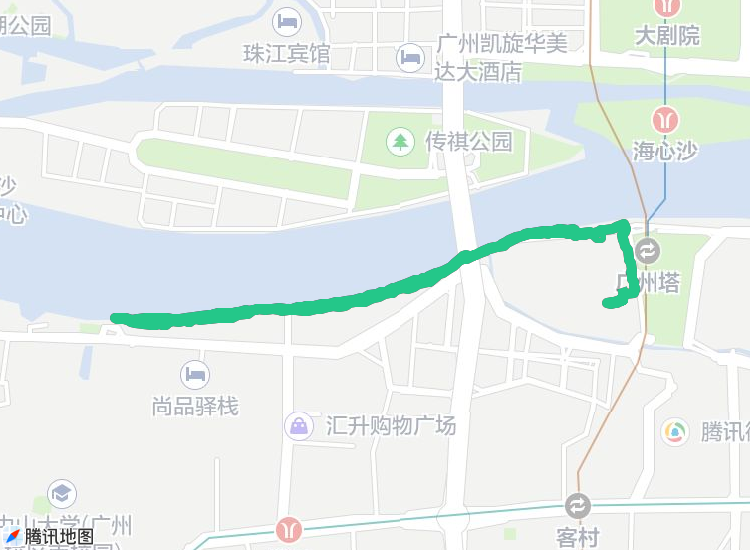 湖公园
珠江宾馆
广州凯旋华美
达大酒店
大剧院
传祺公园
海心沙
沙
中心
广州塔
尚品驿栈
汇升购物广场
腾讯
中山大学(广州
客村
腾讯地图